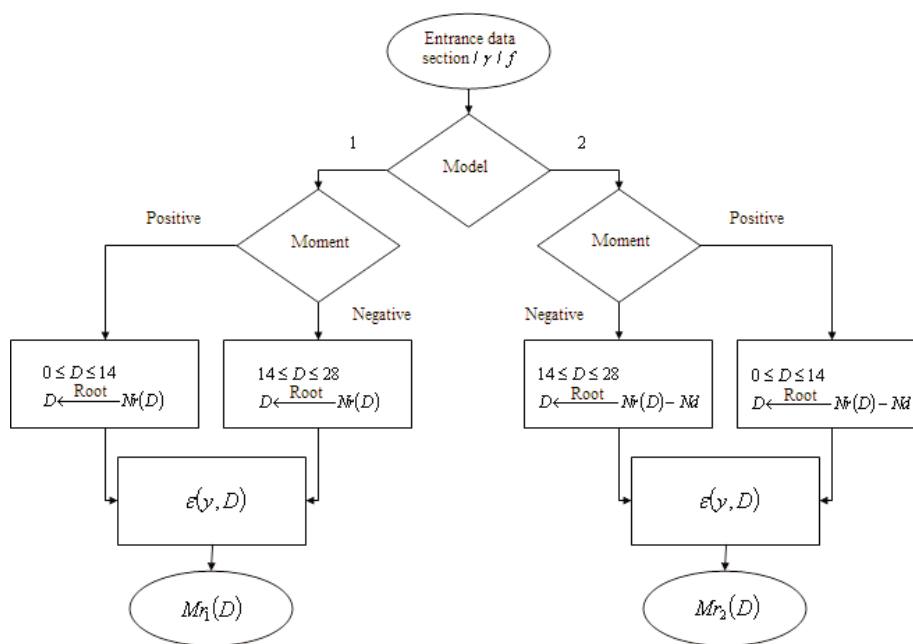 Entrance data
section / γ / f
1
2
Model
Positive
Positive
Moment
Moment
Negative
Negative
0 ≤ D ≤ 14
D ← Root Nr(D)
14 ≤ D ≤ 28
D ← Root Nr(D)
14 ≤ D ≤ 28
D ← Root Nr(D) − Nd
0 ≤ D ≤ 14
D ← Root Nr(D) − Nd
ε(y, D)
ε(y, D)
Mr₁(D)
Mr₂(D)